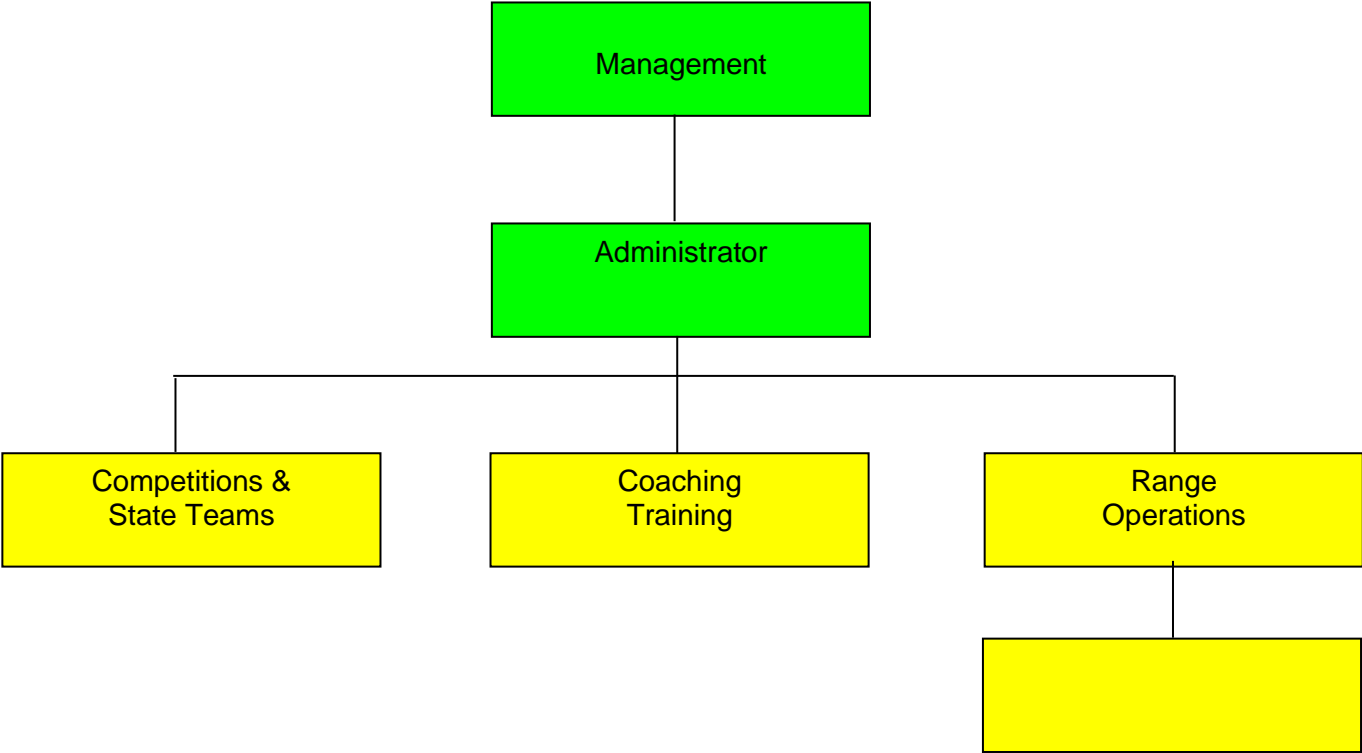 Management
Administrator
Competitions &
State Teams
Coaching
Training
Range
Operations